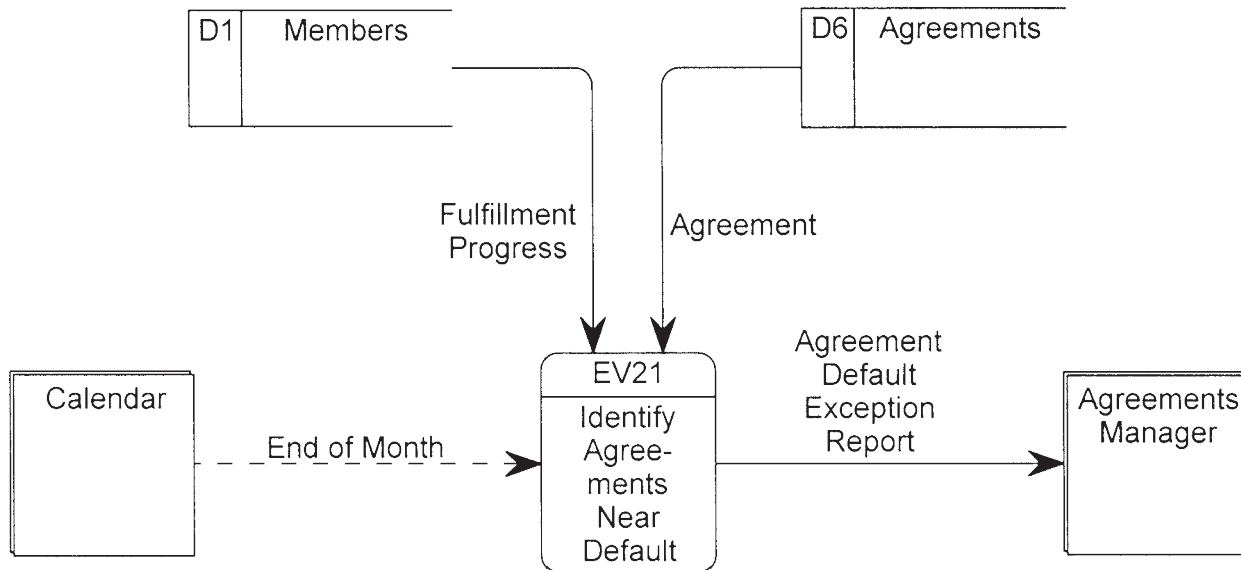 D1 Members
D6 Agreements
Fulfillment
Progress
Agreement
Calendar
End of Month
EV21
Identify
Agree-
ments
Near
Default
Agreement
Default
Exception
Report
Agreements
Manager